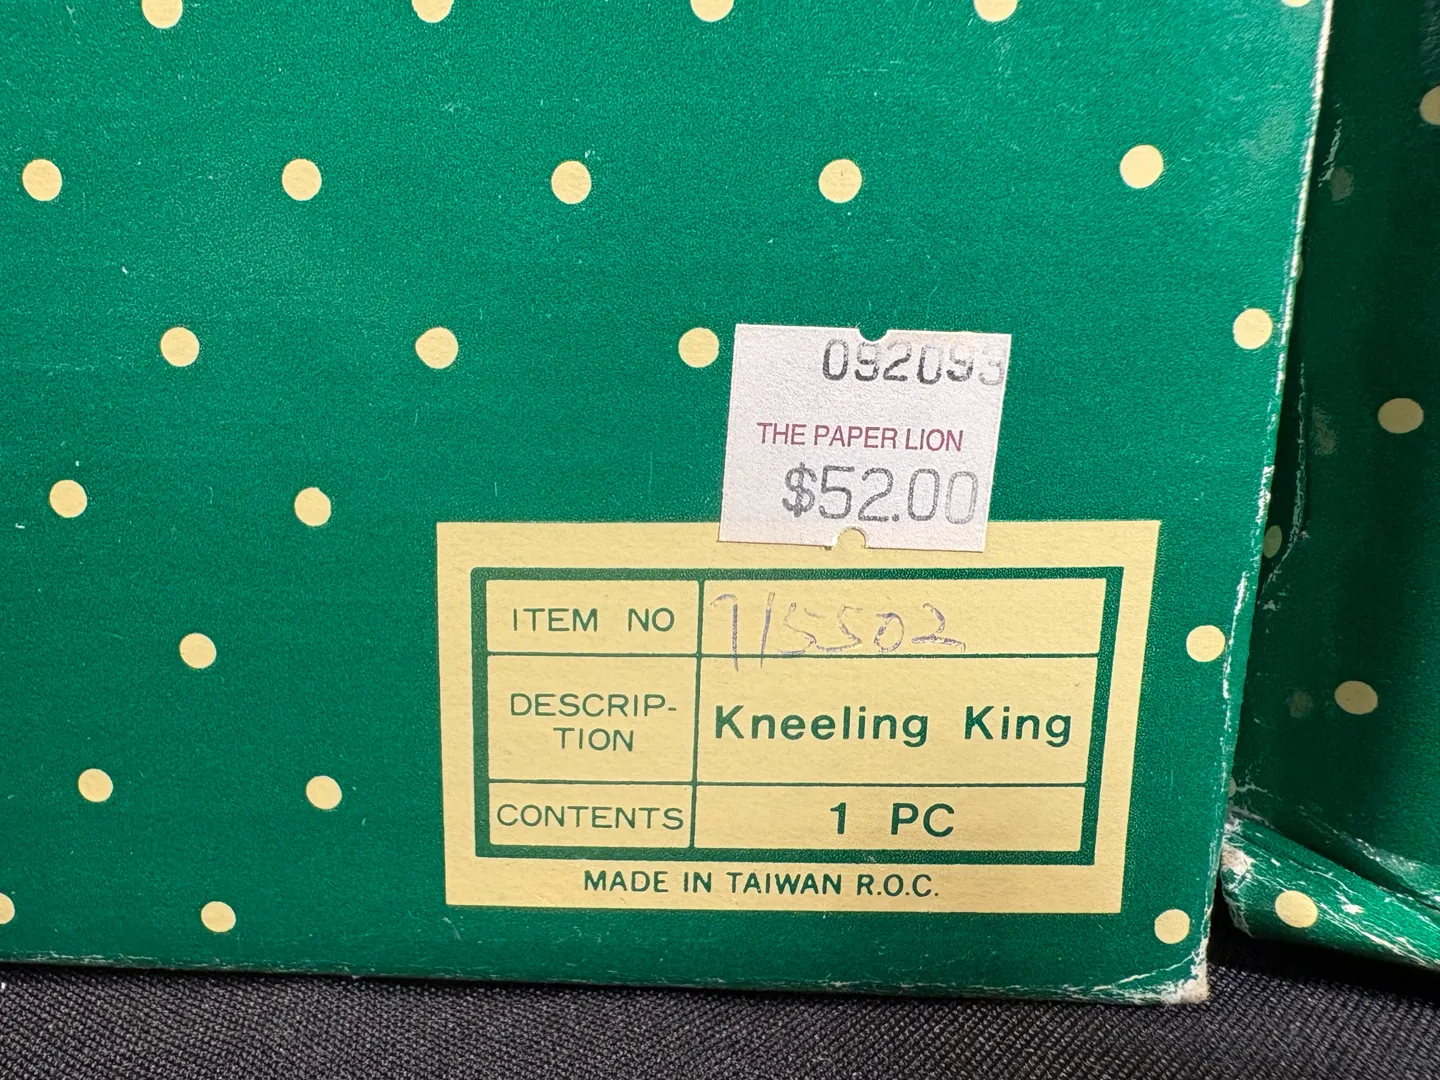 092093
THE PAPER LION
$52.00
ITEM NO 715502
DESCRIP-
TION
Kneeling King
CONTENTS 1 PC
MADE IN TAIWAN R.O.C.